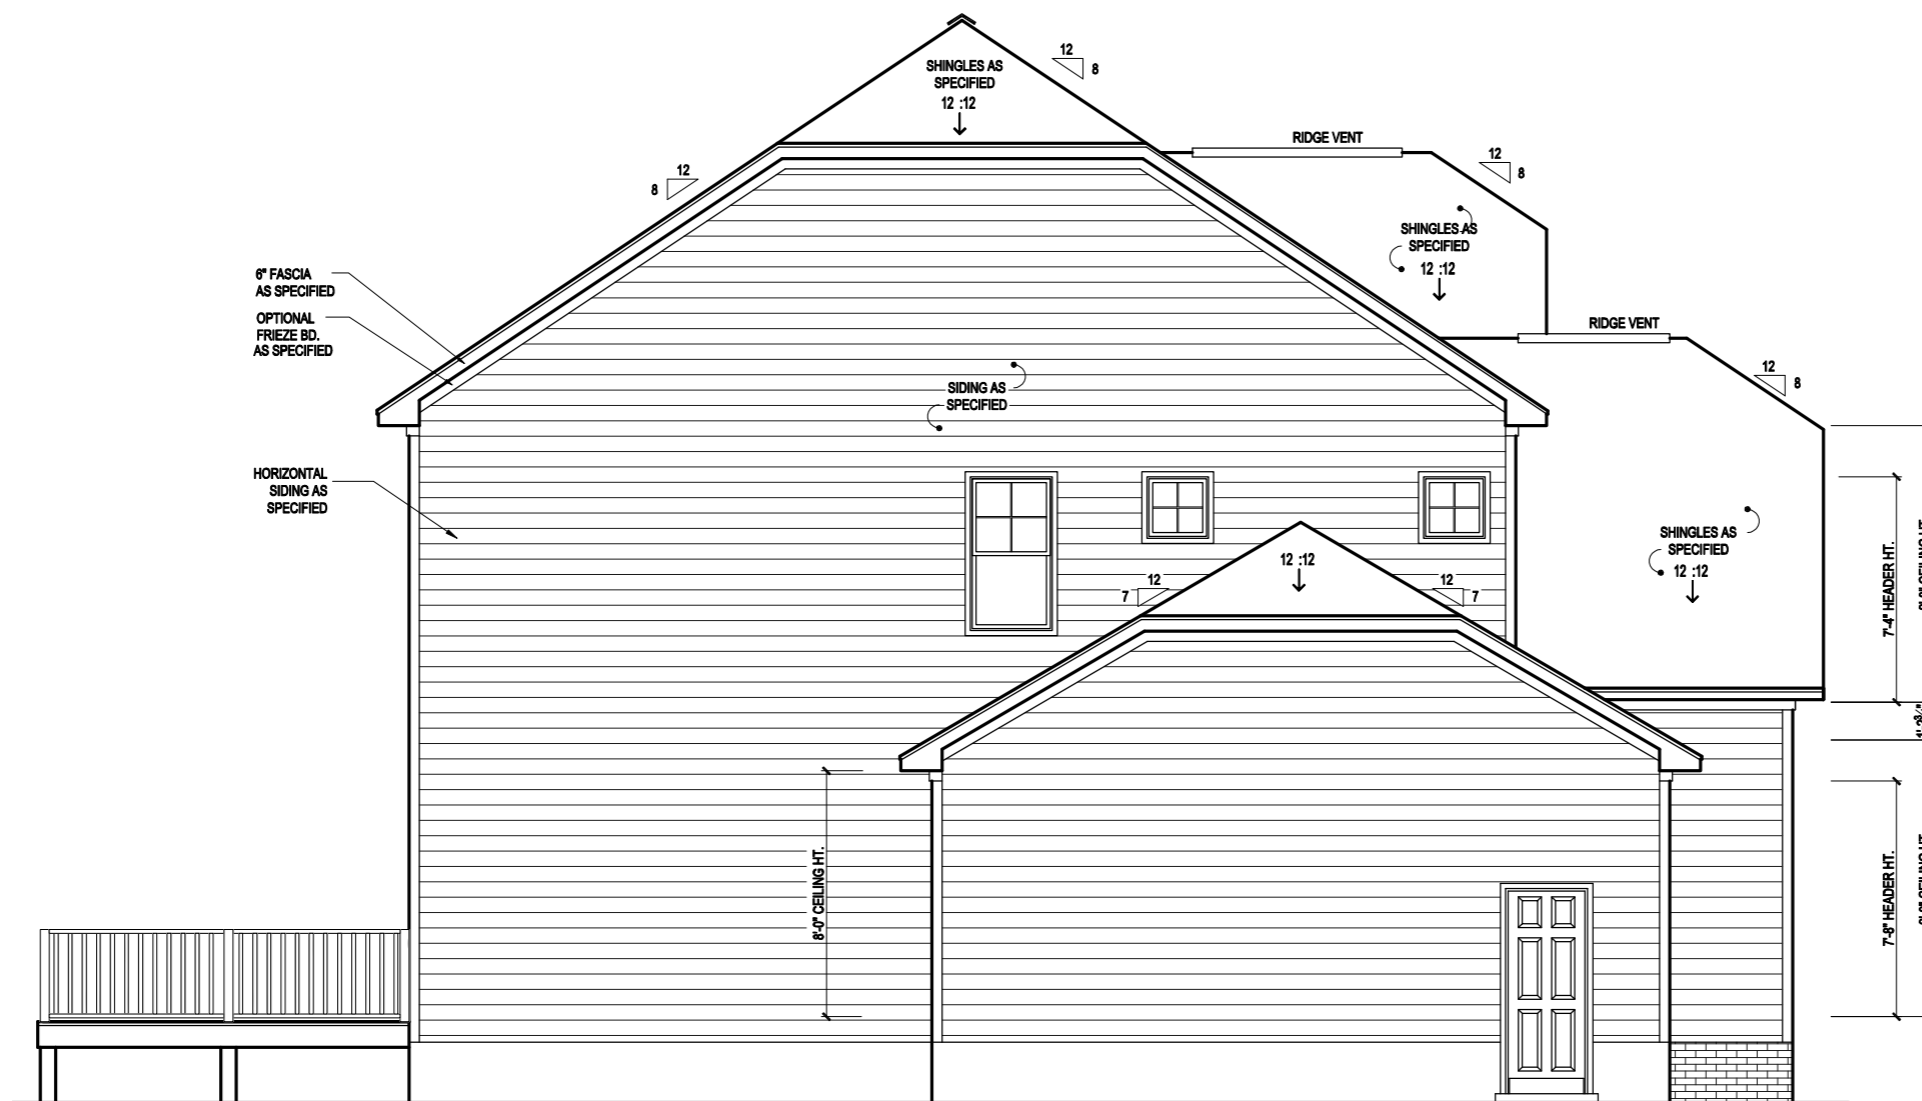 12
8
SHINGLES AS
SPECIFIED
12 :12
RIDGE VENT
12
8
12
8
SHINGLES AS
SPECIFIED
12 :12
6" FASCIA
AS SPECIFIED
OPTIONAL
FRIEZE BD.
AS SPECIFIED
RIDGE VENT
12
8
SIDING AS
SPECIFIED
HORIZONTAL
SIDING AS
SPECIFIED
SHINGLES AS
SPECIFIED
12 :12
12 :12
12
7
12
7
7'-4" HEADER HT.
8'-0" CEILING HT.
7'-8" HEADER HT.